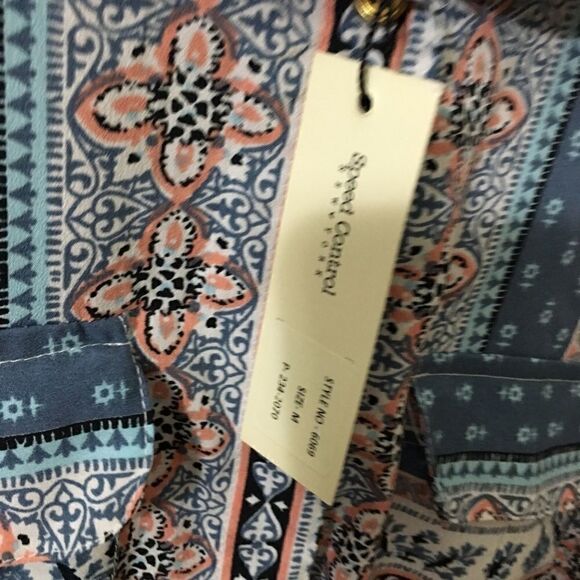 Speed Control
NEW YORK
STYLE NO : 6069
SIZE: M
P: 234-2070